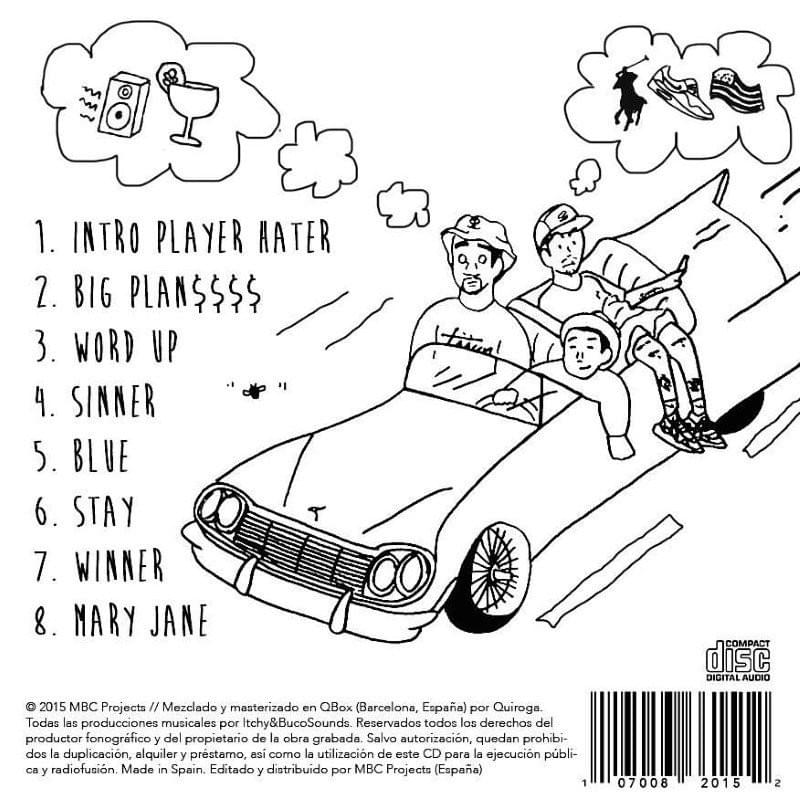 1. INTRO PLAYER HATER
2. BIG PLAN$$$$
3. WORD UP
4. SINNER
5. BLUE
6. STAY
7. WINNER
8. MARY JANE
COMPACT
disc
DIGITAL AUDIO
© 2015 MBC Projects // Mezclado y masterizado en QBox (Barcelona, España) por Quiroga.
Todas las producciones musicales por Itchy&BucoSounds. Reservados todos los derechos del
productor fonográfico y del propietario de la obra grabada. Salvo autorización, quedan prohibi-
dos la duplicación, alquiler y préstamo, así como la utilización de este CD para la ejecución públi-
ca y radiofusión. Made in Spain. Editado y distribuido por MBC Projects (España)
1 07008 2015 2